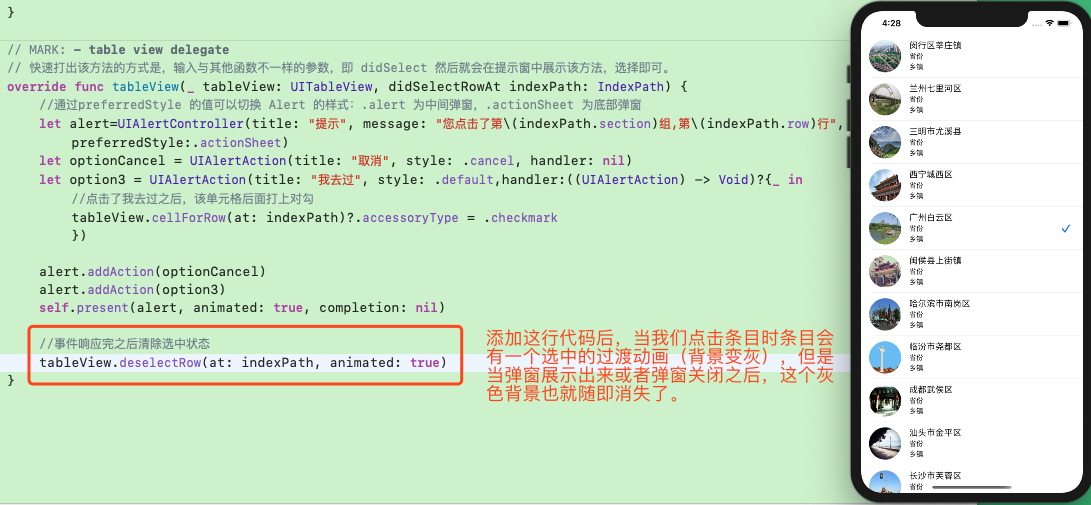 }
// MARK: - table view delegate
// 快速打出该方法的方式是，输入与其他函数不一样的参数，即 didSelect 然后就会在提示窗中展示该方法，选择即可。
override func tableView(_ tableView: UITableView, didSelectRowAt indexPath: IndexPath) {
//通过preferredStyle 的值可以切换 Alert 的样式：.alert 为中间弹窗，.actionSheet 为底部弹窗
let alert=UIAlertController(title: "提示", message: "您点击了第\(indexPath.section)组,第\(indexPath.row)行",
preferredStyle:.actionSheet)
let optionCancel = UIAlertAction(title: "取消", style: .cancel, handler: nil)
let option3 = UIAlertAction(title: "我去过", style: .default,handler:((UIAlertAction) -> Void)?{_ in
//点击了我去过之后，该单元格后面打上对勾
tableView.cellForRow(at: indexPath)?.accessoryType = .checkmark
})
alert.addAction(optionCancel)
alert.addAction(option3)
self.present(alert, animated: true, completion: nil)
//事件响应完之后清除选中状态
tableView.deselectRow(at: indexPath, animated: true)
}
添加这行代码后，当我们点击条目时条目会
有一个选中的过渡动画（背景变灰），但是
当弹窗展示出来或者弹窗关闭之后，这个灰
色背景也就随即消失了。
4:28
闵行区莘庄镇
省份
乡镇
兰州七里河区
省份
乡镇
三明市尤溪县
省份
乡镇
西宁城西区
省份
乡镇
广州白云区
省份
乡镇
闽侯县上街镇
省份
乡镇
哈尔滨市南岗区
省份
乡镇
临汾市尧都区
省份
乡镇
成都武侯区
省份
乡镇
汕头市金平区
省份
乡镇
长沙市芙蓉区
省份